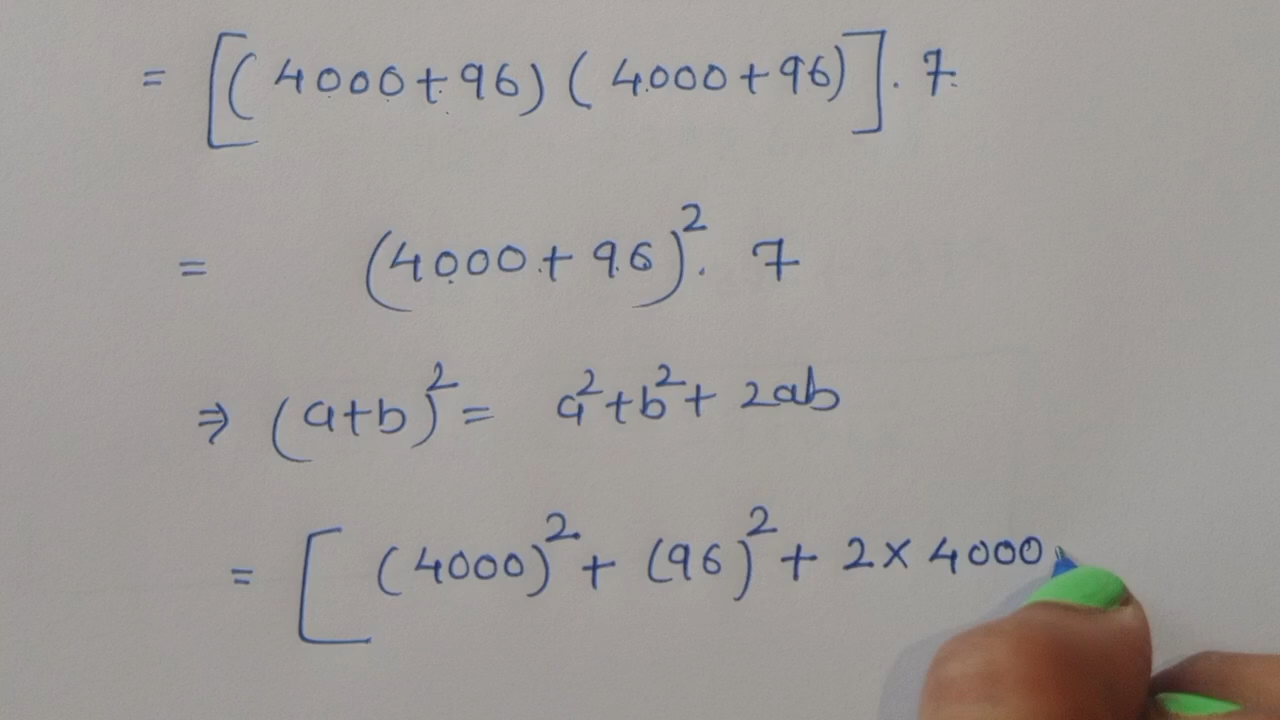 = [(4000+96)(4000+96)].7
= (4000+96)². 7
⇒ (a+b)² = a²+b²+2ab
= [(4000)²+(96)²+2×4000